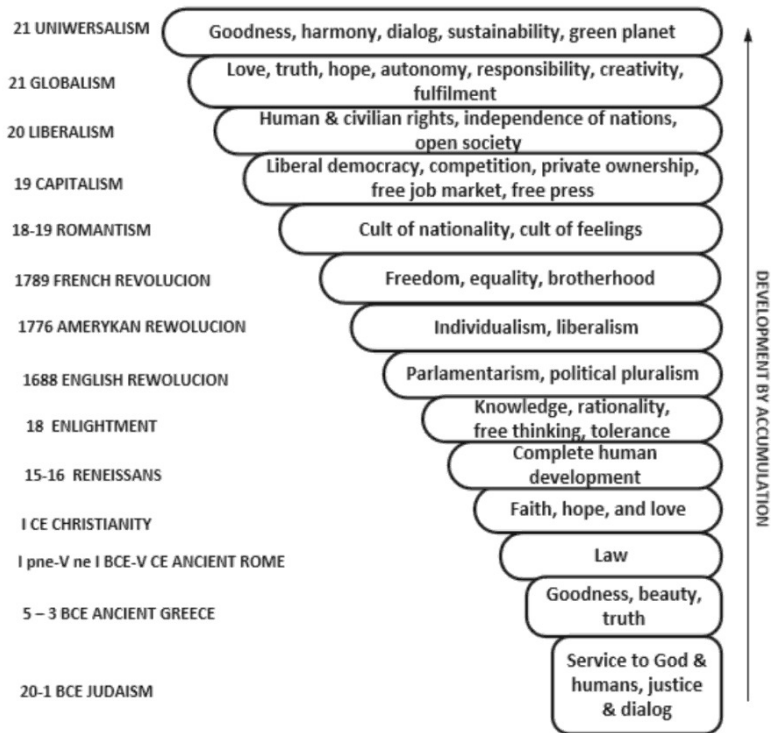 21 UNIWERSALISM
Goodness, harmony, dialog, sustainability, green planet
21 GLOBALISM
Love, truth, hope, autonomy, responsibility, creativity,
fulfilment
20 LIBERALISM
Human & civilian rights, independence of nations,
open society
19 CAPITALISM
Liberal democracy, competition, private ownership,
free job market, free press
18-19 ROMANTISM
Cult of nationality, cult of feelings
1789 FRENCH REVOLUCION
Freedom, equality, brotherhood
1776 AMERYKAN REWOLUCION
Individualism, liberalism
1688 ENGLISH REWOLUCION
Parlamentarism, political pluralism
18 ENLIGHTMENT
Knowledge, rationality,
free thinking, tolerance
15-16 RENEISSANS
Complete human
development
I CE CHRISTIANITY
Faith, hope, and love
I pne-V ne I BCE-V CE ANCIENT ROME
Law
5 – 3 BCE ANCIENT GREECE
Goodness, beauty,
truth
20-1 BCE JUDAISM
Service to God &
humans, justice
& dialog
DEVELOPMENT BY ACCUMULATION